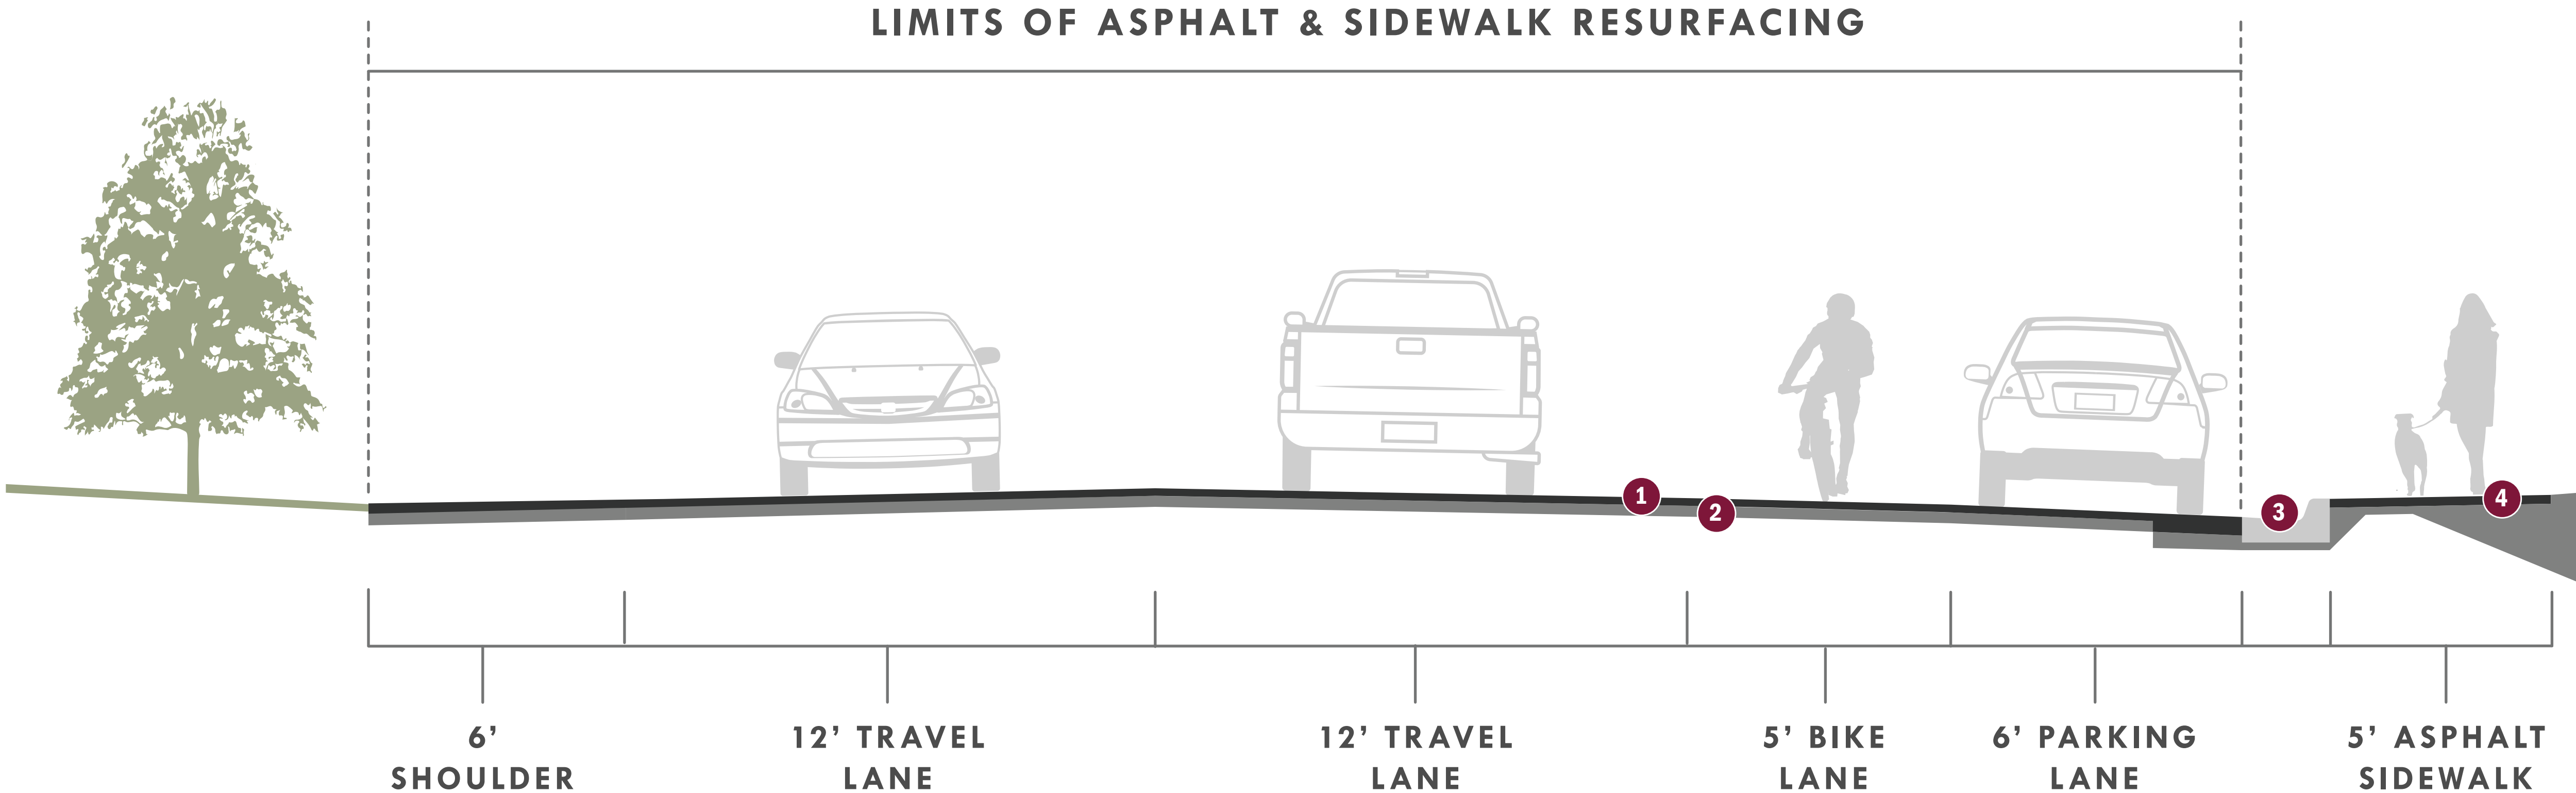 LIMITS OF ASPHALT & SIDEWALK RESURFACING
1
2
3
4
6’
SHOULDER
12’ TRAVEL
LANE
12’ TRAVEL
LANE
5’ BIKE
LANE
6’ PARKING
LANE
5’ ASPHALT
SIDEWALK